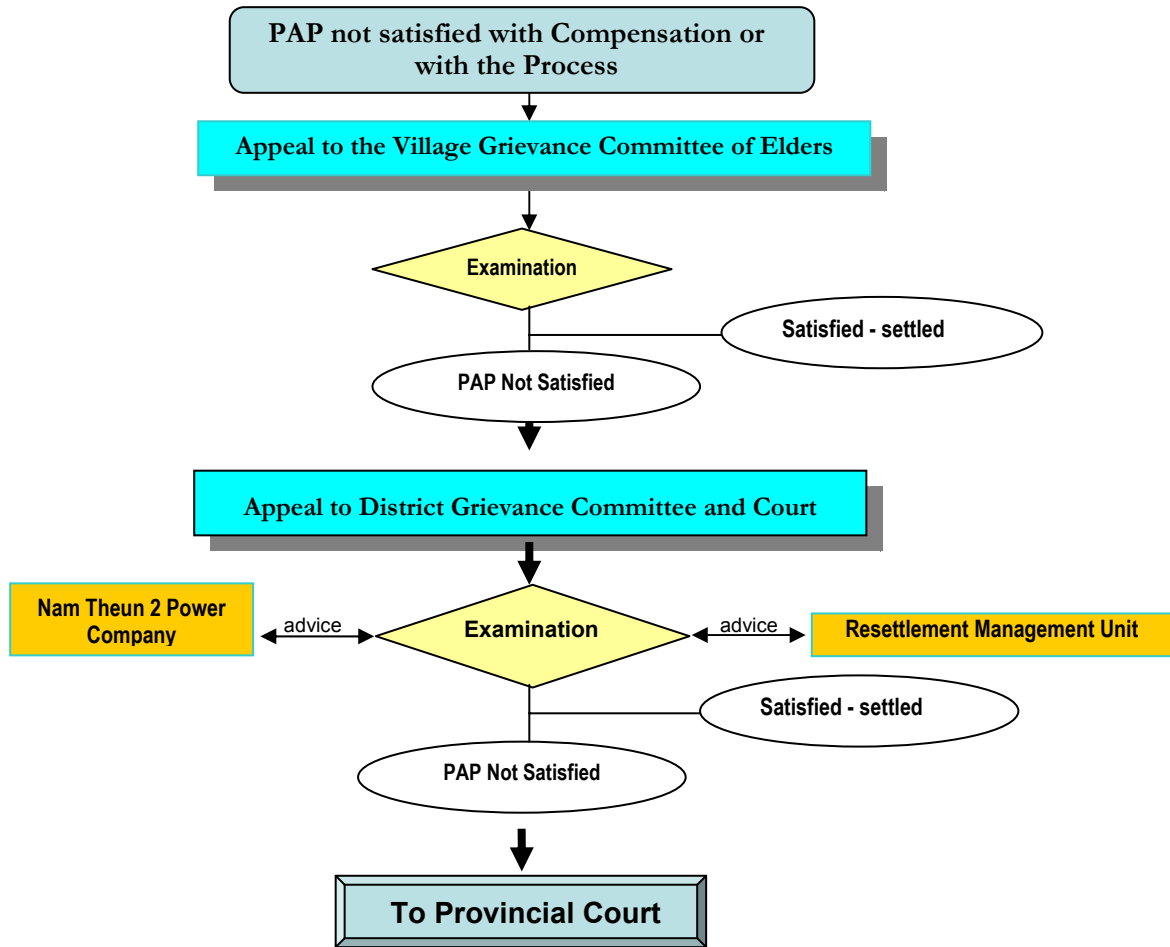 PAP not satisfied with Compensation or
with the Process
Appeal to the Village Grievance Committee of Elders
Examination
Satisfied - settled
PAP Not Satisfied
Appeal to District Grievance Committee and Court
Nam Theun 2 Power
Company
advice
Examination
advice
Resettlement Management Unit
Satisfied - settled
PAP Not Satisfied
To Provincial Court